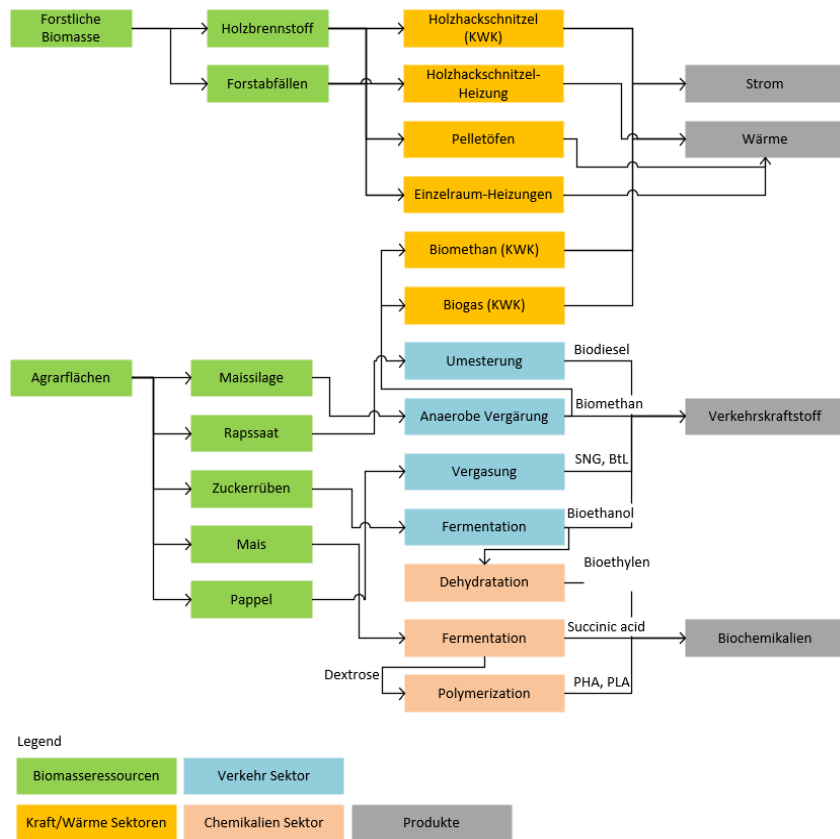 Forstliche
Biomasse
Holzbrennstoff
Holzhackschnitzel
(KWK)
Forstabfällen
Holzhackschnitzel-
Heizung
Strom
Pelletöfen
Wärme
Einzelraum-Heizungen
Biomethan (KWK)
Biogas (KWK)
Umesterung
Biodiesel
Agrarflächen
Maissilage
Anaerobe Vergärung
Biomethan
Verkehrskraftstoff
Rapssaat
Vergasung
SNG, BtL
Zuckerrüben
Fermentation
Bioethanol
Mais
Dehydratation
Bioethylen
Pappel
Fermentation
Succinic acid
Biochemikalien
Dextrose
Polymerization
PHA, PLA
Legend
Biomasseressourcen
Verkehr Sektor
Kraft/Wärme Sektoren
Chemikalien Sektor
Produkte